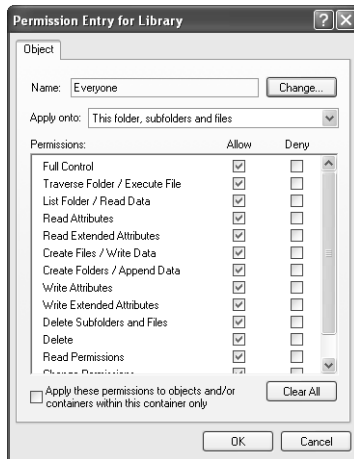 Permission Entry for Library
Object
Name: Everyone Change...
Apply onto: This folder, subfolders and files
Permissions: Allow Deny
Full Control
Traverse Folder / Execute File
List Folder / Read Data
Read Attributes
Read Extended Attributes
Create Files / Write Data
Create Folders / Append Data
Write Attributes
Write Extended Attributes
Delete Subfolders and Files
Delete
Read Permissions
Change Permissions
Apply these permissions to objects and/or
containers within this container only
Clear All
OK Cancel